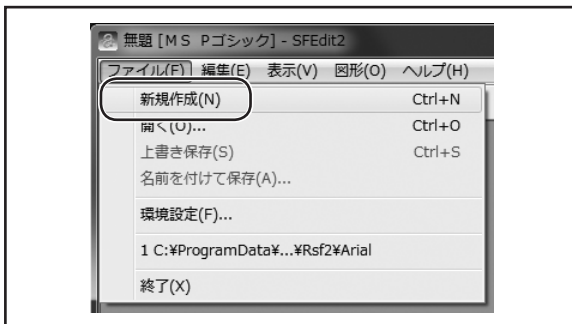 無題 [ＭＳ Ｐゴシック] - SFEdit2
ファイル(F) 編集(E) 表示(V) 図形(O) ヘルプ(H)
新規作成(N) Ctrl+N
開く(O)... Ctrl+O
上書き保存(S) Ctrl+S
名前を付けて保存(A)...
環境設定(F)...
1 C:¥ProgramData¥...¥Rsf2¥Arial
終了(X)